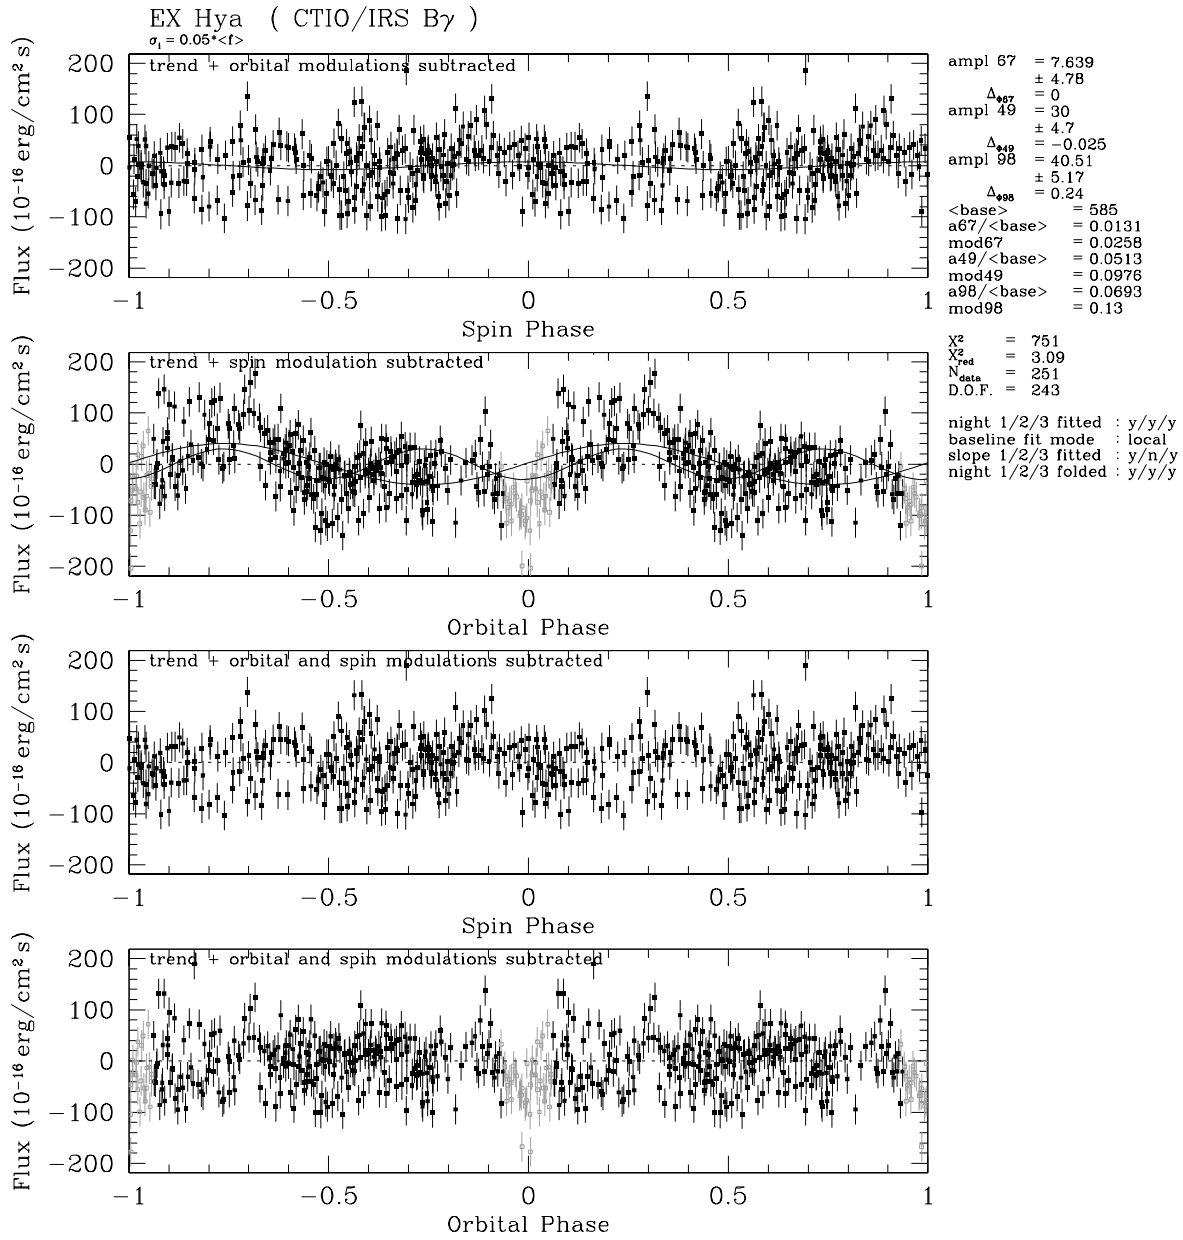 EX Hya ( CTIO/IRS Bγ )
σᵢ = 0.05*<f>
trend + orbital modulations subtracted
200
100
0
−100
−200
Flux (10⁻¹⁶ erg/cm² s)
−1 −0.5 0 0.5 1
Spin Phase
ampl 67 = 7.639
± 4.78
Δ_Φ67 = 0
ampl 49 = 30
± 4.7
Δ_Φ49 = −0.025
ampl 98 = 40.51
± 5.17
Δ_Φ98 = 0.24
<base> = 585
a67/<base> = 0.0131
mod67 = 0.0258
a49/<base> = 0.0513
mod49 = 0.0976
a98/<base> = 0.0693
mod98 = 0.13
X² = 751
X²_red = 3.09
N_data = 251
D.O.F. = 243
night 1/2/3 fitted : y/y/y
baseline fit mode : local
slope 1/2/3 fitted : y/n/y
night 1/2/3 folded : y/y/y
trend + spin modulation subtracted
200
100
0
−100
−200
Flux (10⁻¹⁶ erg/cm² s)
−1 −0.5 0 0.5 1
Orbital Phase
trend + orbital and spin modulations subtracted
200
100
0
−100
−200
Flux (10⁻¹⁶ erg/cm² s)
−1 −0.5 0 0.5 1
Spin Phase
trend + orbital and spin modulations subtracted
200
100
0
−100
−200
Flux (10⁻¹⁶ erg/cm² s)
−1 −0.5 0 0.5 1
Orbital Phase